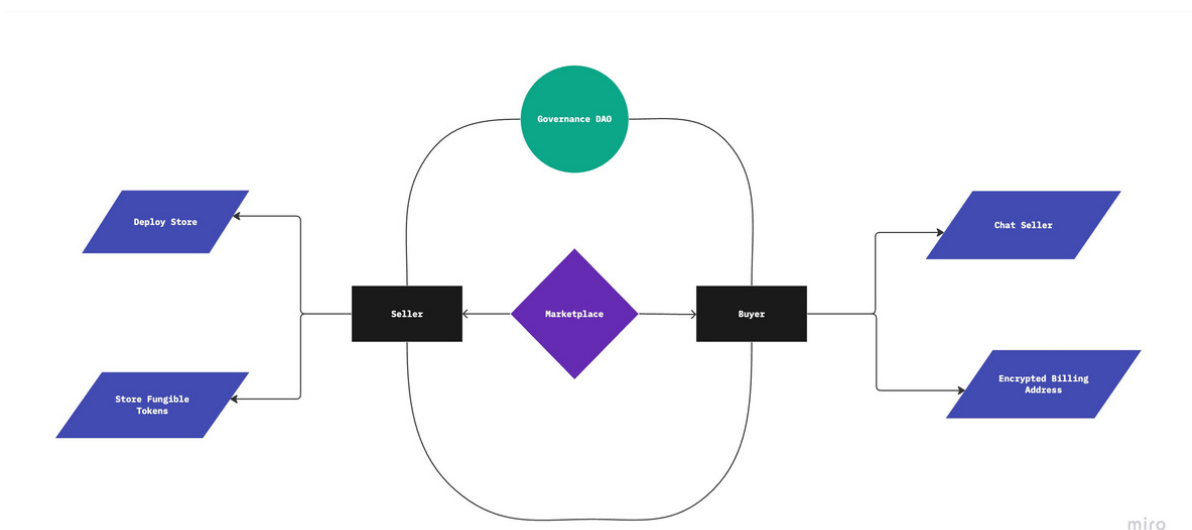 Governance DAO
Deploy Store
Chat Seller
Seller
Marketplace
Buyer
Store Fungible
Tokens
Encrypted Billing
Address
miro